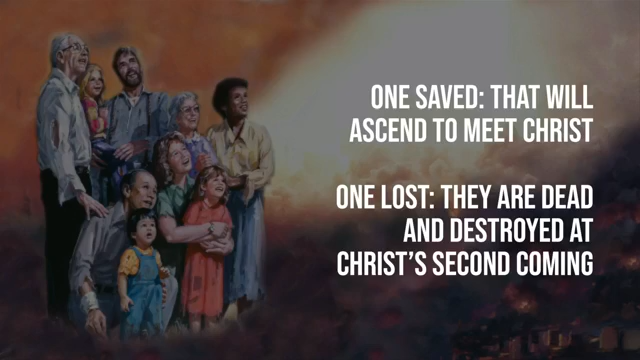 ONE SAVED: THAT WILL
ASCEND TO MEET CHRIST
ONE LOST: THEY ARE DEAD
AND DESTROYED AT
CHRIST’S SECOND COMING